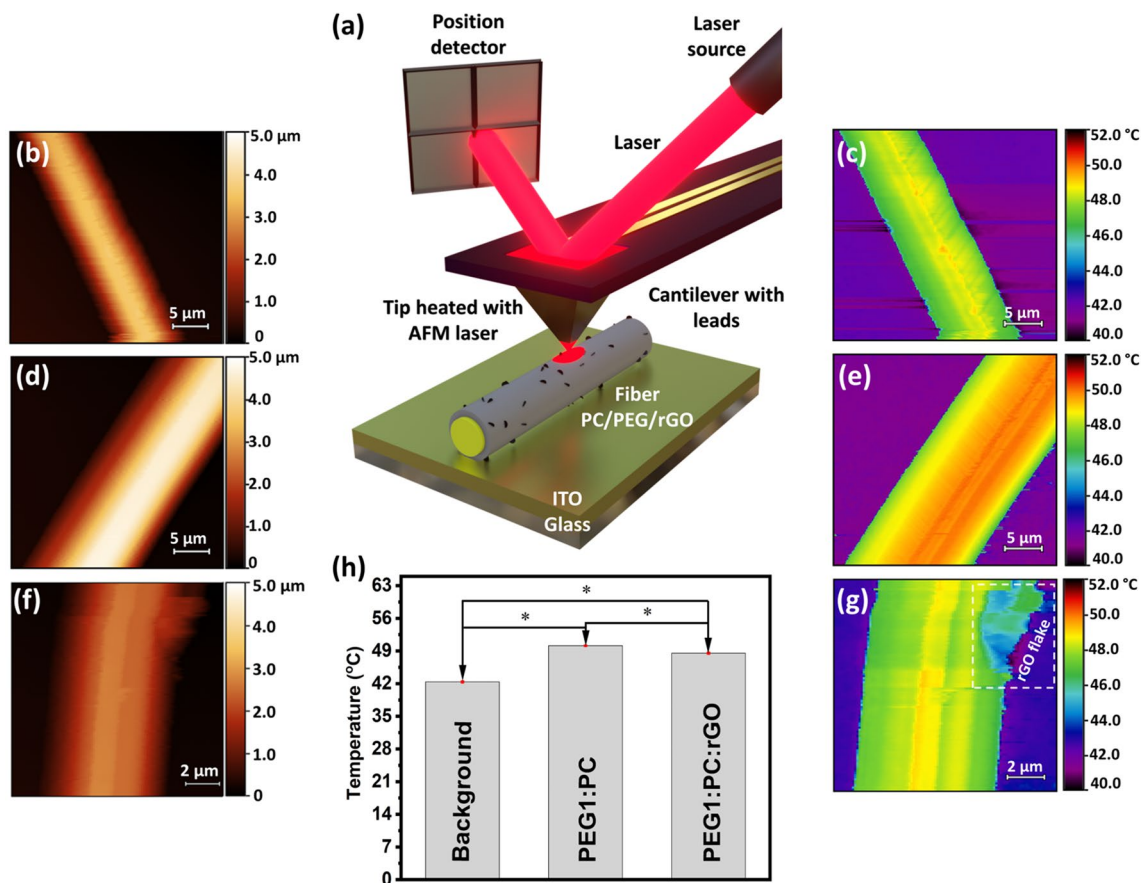 (a)
Position
detector
Laser
source
Laser
Tip heated with
AFM laser
Cantilever with
leads
Fiber
PC/PEG/rGO
ITO
Glass
(b)
5 µm
5.0 µm
4.0
3.0
2.0
1.0
0
(c)
5 µm
52.0 °C
50.0
48.0
46.0
44.0
42.0
40.0
(d)
5 µm
5.0 µm
4.0
3.0
2.0
1.0
0
(e)
5 µm
52.0 °C
50.0
48.0
46.0
44.0
42.0
40.0
(f)
2 µm
5.0 µm
4.0
3.0
2.0
1.0
0
(g)
rGO flake
2 µm
52.0 °C
50.0
48.0
46.0
44.0
42.0
40.0
(h)
Temperature (°C)
63
56
49
42
35
28
21
14
7
0
*
*
*
Background
PEG1:PC
PEG1:PC:rGO